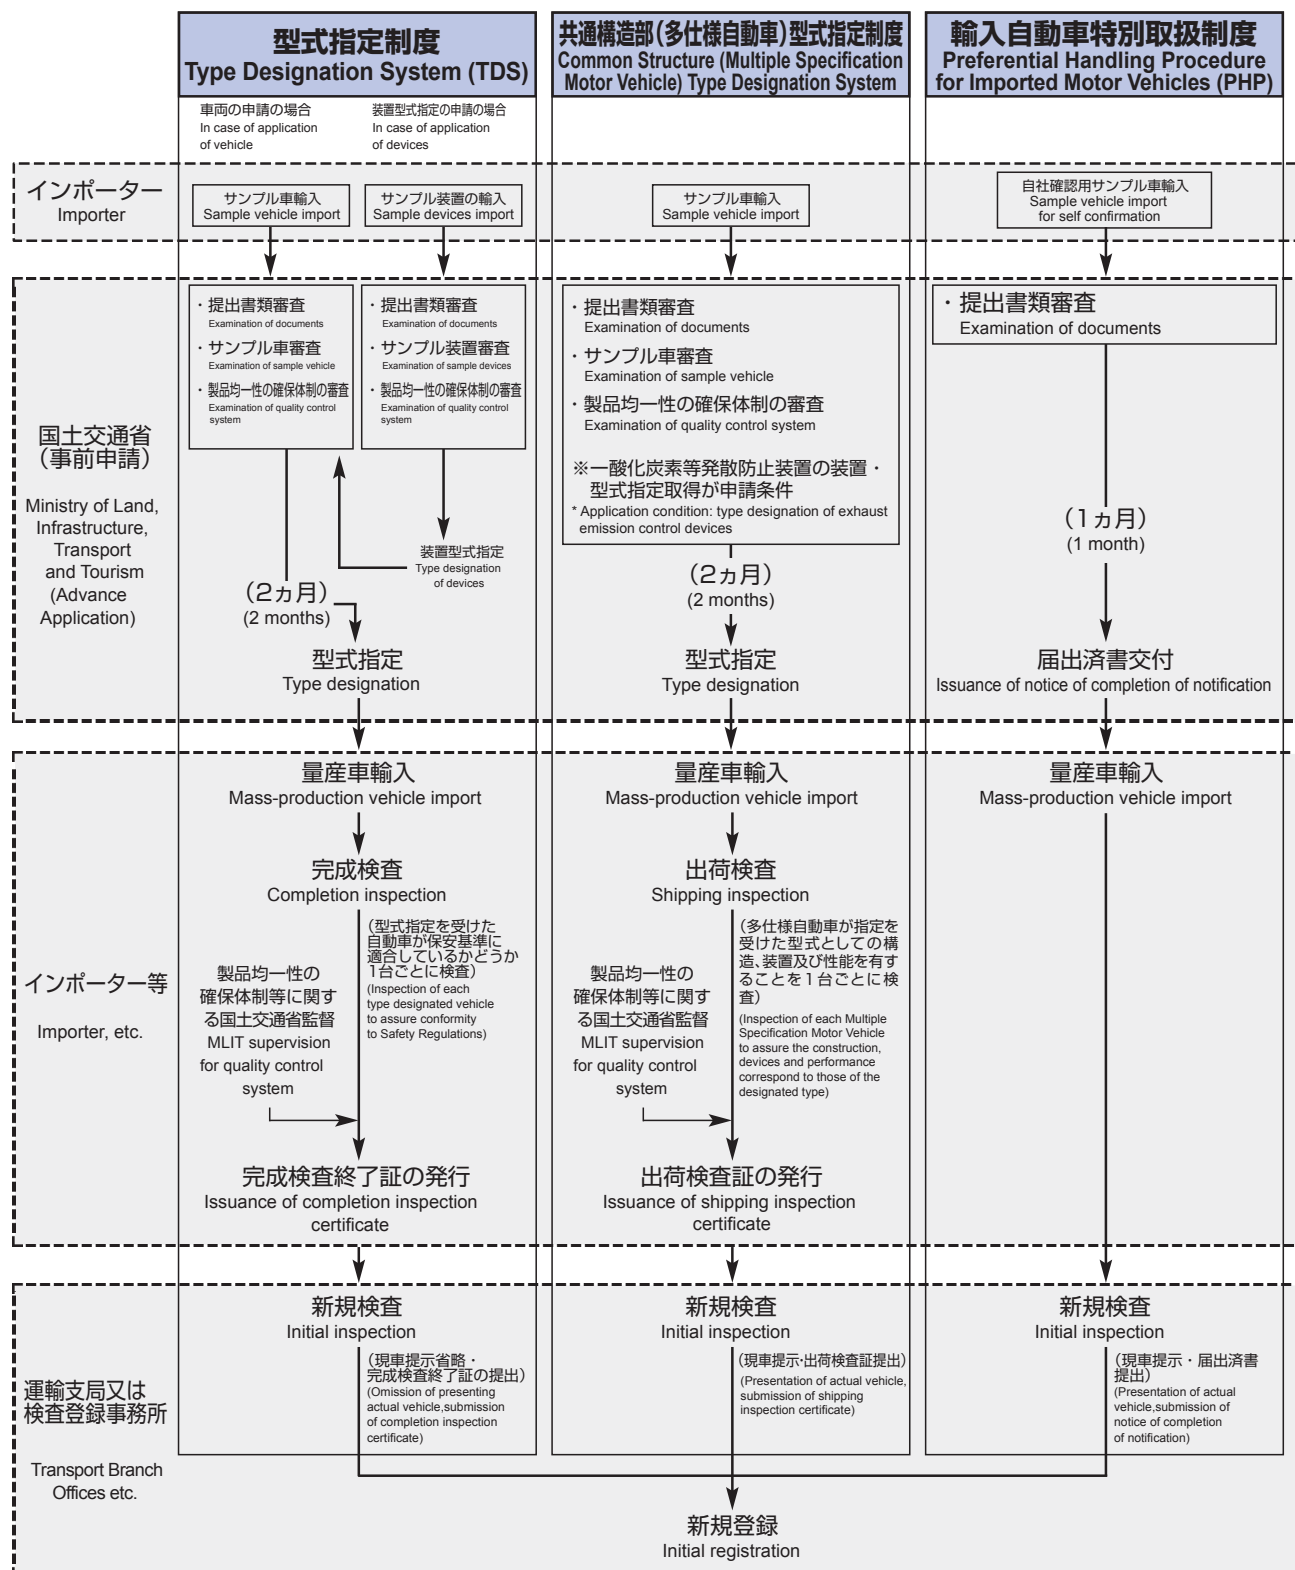 型式指定制度
Type Designation System (TDS)
共通構造部(多仕様自動車)型式指定制度
Common Structure (Multiple Specification
Motor Vehicle) Type Designation System
輸入自動車特別取扱制度
Preferential Handling Procedure
for Imported Motor Vehicles (PHP)
車両の申請の場合
In case of application
of vehicle
装置型式指定の申請の場合
In case of application
of devices
インポーター
Importer
サンプル車輸入
Sample vehicle import
サンプル装置の輸入
Sample devices import
サンプル車輸入
Sample vehicle import
自社確認用サンプル車輸入
Sample vehicle import
for self confirmation
国土交通省
(事前申請)
Ministry of Land,
Infrastructure,
Transport
and Tourism
(Advance
Application)
・提出書類審査
Examination of documents
・サンプル車審査
Examination of sample vehicle
・製品均一性の確保体制の審査
Examination of quality control
system
・提出書類審査
Examination of documents
・サンプル装置審査
Examination of sample devices
・製品均一性の確保体制の審査
Examination of quality control
system
装置型式指定
Type designation
of devices
(2ヵ月)
(2 months)
型式指定
Type designation
・提出書類審査
Examination of documents
・サンプル車審査
Examination of sample vehicle
・製品均一性の確保体制の審査
Examination of quality control system
※一酸化炭素等発散防止装置の装置・
型式指定取得が申請条件
* Application condition: type designation of exhaust
emission control devices
(2ヵ月)
(2 months)
型式指定
Type designation
・提出書類審査
Examination of documents
(1ヵ月)
(1 month)
届出済書交付
Issuance of notice of completion of notification
インポーター等
Importer, etc.
量産車輸入
Mass-production vehicle import
完成検査
Completion inspection
(型式指定を受けた
自動車が保安基準に
適合しているかどうか
1台ごとに検査)
(Inspection of each
type designated vehicle
to assure conformity
to Safety Regulations)
製品均一性の
確保体制等に関す
る国土交通省監督
MLIT supervision
for quality control
system
完成検査終了証の発行
Issuance of completion inspection
certificate
量産車輸入
Mass-production vehicle import
出荷検査
Shipping inspection
(多仕様自動車が指定を
受けた型式としての構
造、装置及び性能を有す
ることを1台ごとに検
査)
(Inspection of each Multiple
Specification Motor Vehicle
to assure the construction,
devices and performance
correspond to those of the
designated type)
製品均一性の
確保体制等に関す
る国土交通省監督
MLIT supervision
for quality control
system
出荷検査証の発行
Issuance of shipping inspection
certificate
量産車輸入
Mass-production vehicle import
運輸支局又は
検査登録事務所
Transport Branch
Offices etc.
新規検査
Initial inspection
(現車提示省略・
完成検査終了証の提出)
(Omission of presenting
actual vehicle,submission
of completion inspection
certificate)
新規検査
Initial inspection
(現車提示・出荷検査証提出)
(Presentation of actual vehicle,
submission of shipping
inspection certificate)
新規検査
Initial inspection
(現車提示・届出済書
提出)
(Presentation of actual
vehicle,submission of
notice of completion
of notification)
新規登録
Initial registration